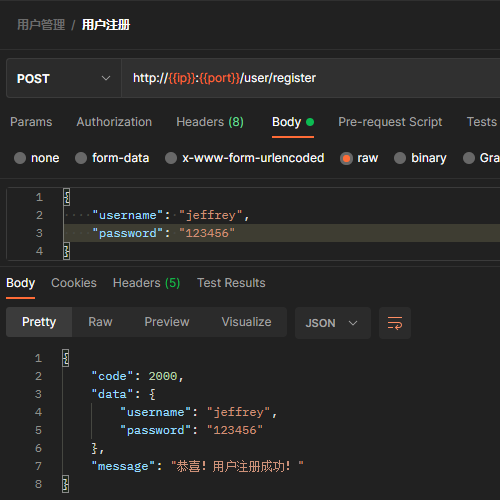 用户管理 / 用户注册
POST http://{{Ip}}:{{port}}/user/register
Params Authorization Headers (8) Body Pre-request Script Tests
none form-data x-www-form-urlencoded raw binary Gra
1 {
2 "username": "jeffrey",
3 "password": "123456"
4 }
Body Cookies Headers (5) Test Results
Pretty Raw Preview Visualize JSON
1 {
2 "code": 2000,
3 "data": {
4 "username": "jeffrey",
5 "password": "123456"
6 },
7 "message": "恭喜！用户注册成功！"
8 }